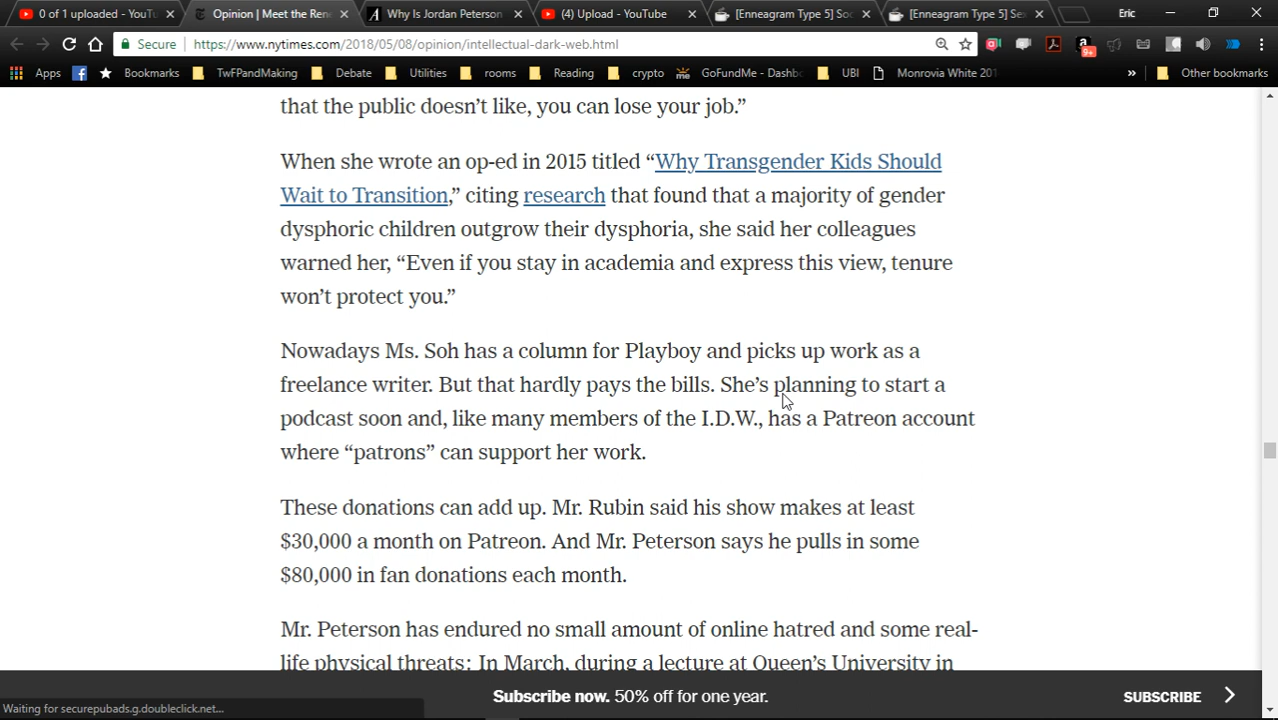 0 of 1 uploaded - YouTu
Opinion | Meet the Ren
Why Is Jordan Peterson
(4) Upload - YouTube
[Enneagram Type 5] Soc
[Enneagram Type 5] Sex
Eric
Secure
https://www.nytimes.com/2018/05/08/opinion/intellectual-dark-web.html
9+
Apps
Bookmarks
TwFPandMaking
Debate
Utilities
rooms
Reading
crypto
me
GoFundMe - Dashbo
UBI
Monrovia White 201
»
Other bookmarks
that the public doesn’t like, you can lose your job.”
When she wrote an op-ed in 2015 titled “Why Transgender Kids Should
Wait to Transition,” citing research that found that a majority of gender
dysphoric children outgrow their dysphoria, she said her colleagues
warned her, “Even if you stay in academia and express this view, tenure
won’t protect you.”
Nowadays Ms. Soh has a column for Playboy and picks up work as a
freelance writer. But that hardly pays the bills. She’s planning to start a
podcast soon and, like many members of the I.D.W., has a Patreon account
where “patrons” can support her work.
These donations can add up. Mr. Rubin said his show makes at least
$30,000 a month on Patreon. And Mr. Peterson says he pulls in some
$80,000 in fan donations each month.
Mr. Peterson has endured no small amount of online hatred and some real-
life physical threats: In March, during a lecture at Queen’s University in
Subscribe now. 50% off for one year.
SUBSCRIBE
Waiting for securepubads.g.doubleclick.net...